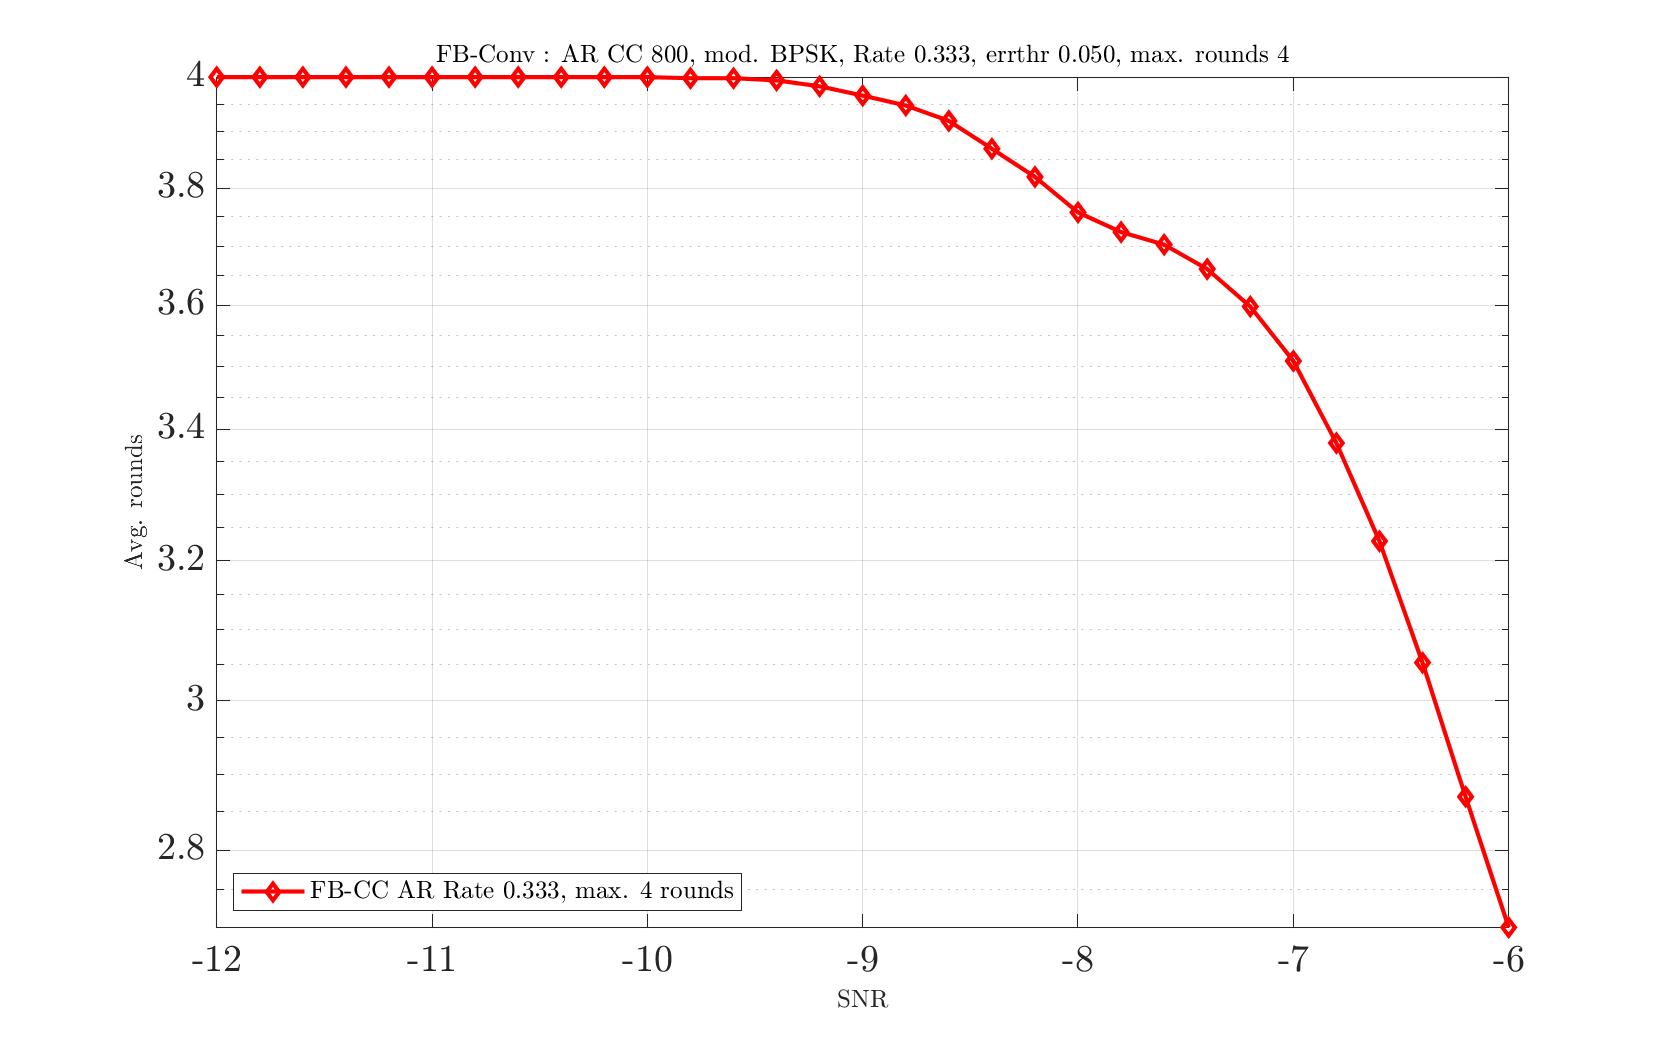 FB-Conv : AR CC 800, mod. BPSK, Rate 0.333, errthr 0.050, max. rounds 4
4
3.8
3.6
3.4
3.2
3
2.8
Avg. rounds
FB-CC AR Rate 0.333, max. 4 rounds
-12 -11 -10 -9 -8 -7 -6
SNR